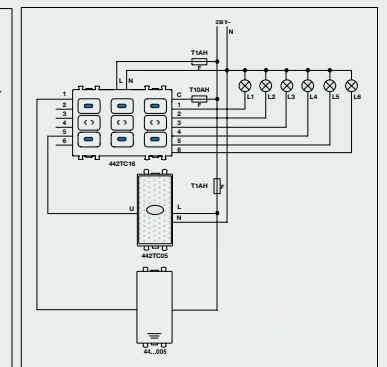 230 V~
N
T1AH
F
L N
1
2
3
4
5
6
C
1
2
3
4
5
6
T10AH
F
L1 L2 L3 L4 L5 L6
442TC16
T1AH
F
U
L
N
442TC05
44...005